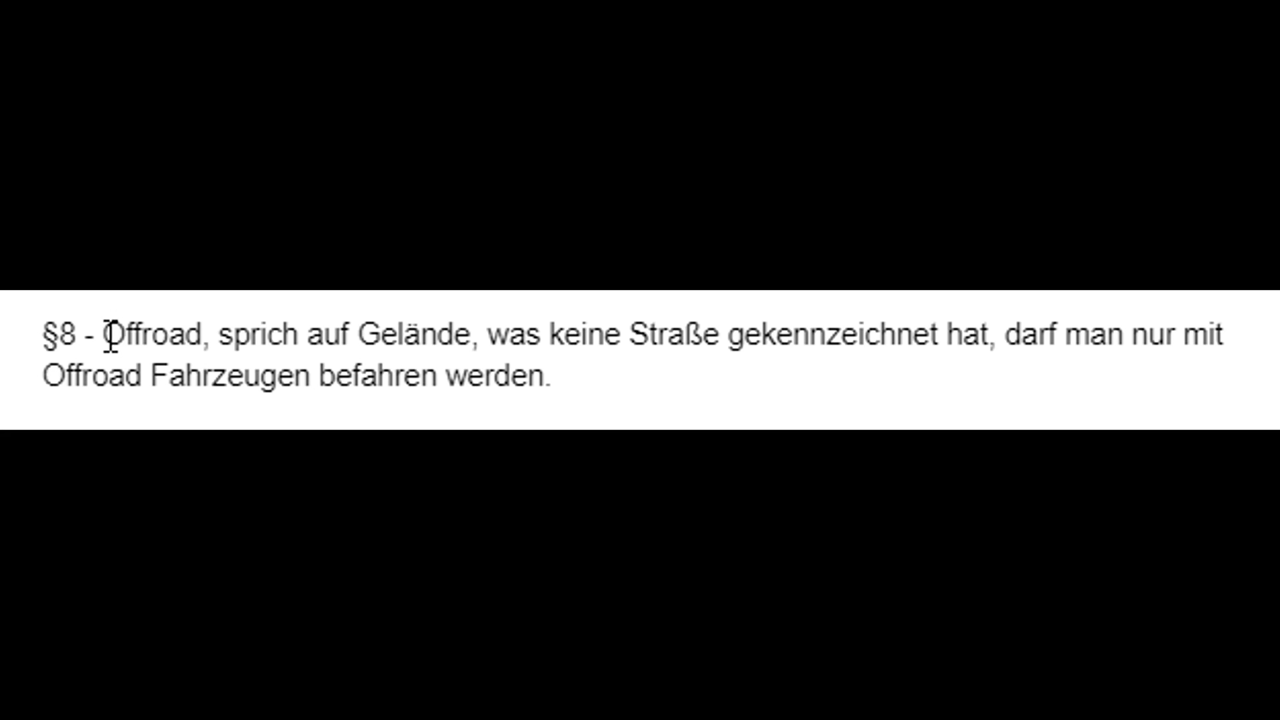 §8 - Offroad, sprich auf Gelände, was keine Straße gekennzeichnet hat, darf man nur mit
Offroad Fahrzeugen befahren werden.